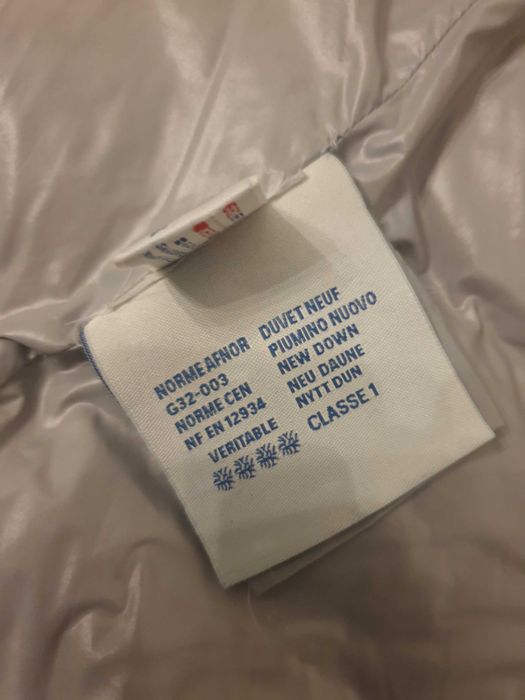 NORME AFNOR
G32-003
NORME CEN
NF EN 12934
VERITABLE
DUVET NEUF
PIUMINO NUOVO
NEW DOWN
NEU DAUNE
NYTT DUN
CLASSE 1